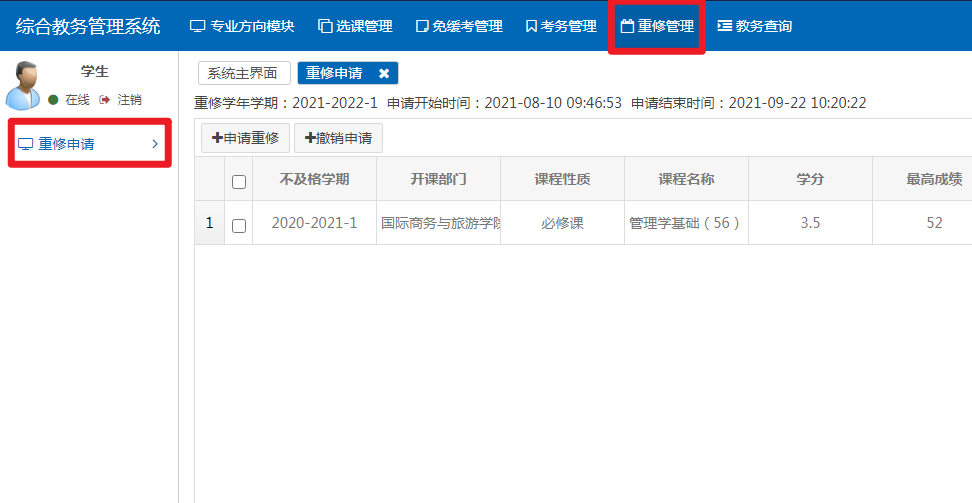 综合教务管理系统 专业方向模块 选课管理 免缓考管理 考务管理 重修管理 教务查询
学生
在线 注销
重修申请
系统主界面 重修申请
重修学年学期：2021-2022-1 申请开始时间：2021-08-10 09:46:53 申请结束时间：2021-09-22 10:20:22
申请重修 撤销申请
不及格学期 开课部门 课程性质 课程名称 学分 最高成绩
1 2020-2021-1 国际商务与旅游学院 必修课 管理学基础（56） 3.5 52